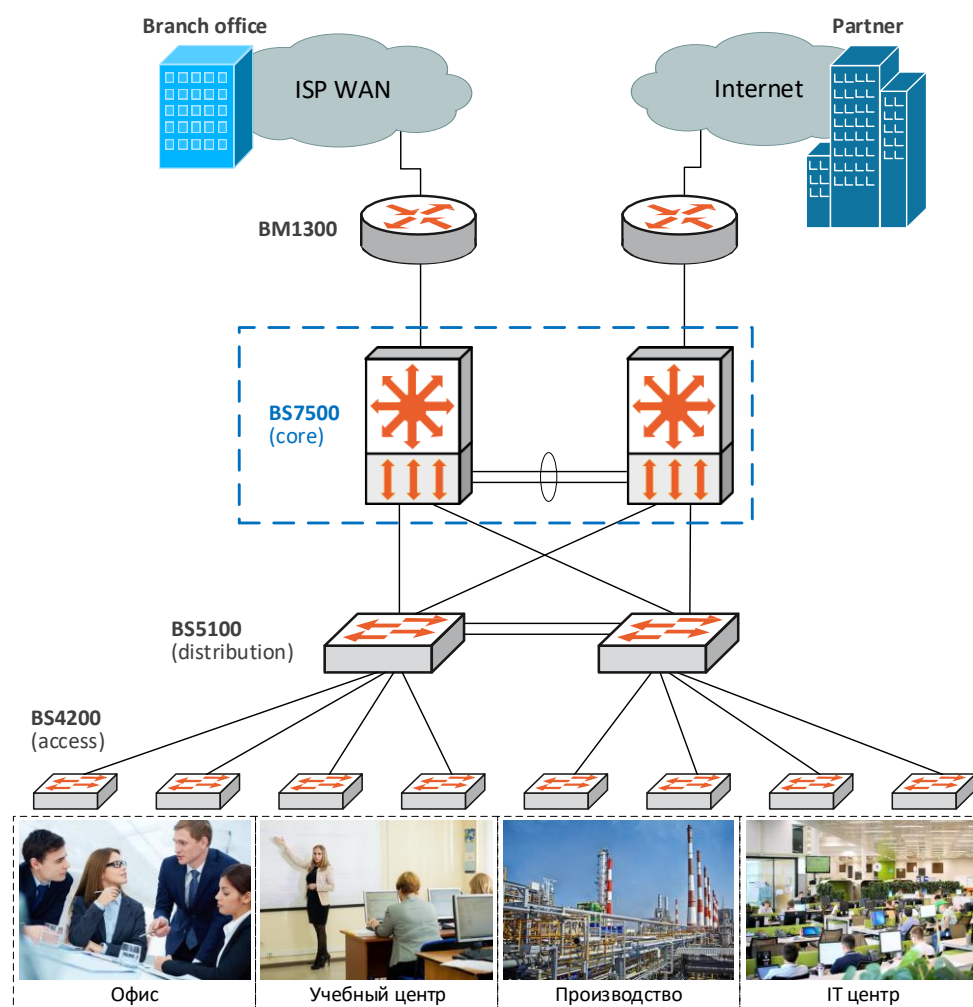 Branch office
Partner
ISP WAN
Internet
BM1300
BS7500
(core)
BS5100
(distribution)
BS4200
(access)
Офис
Учебный центр
Производство
IT центр